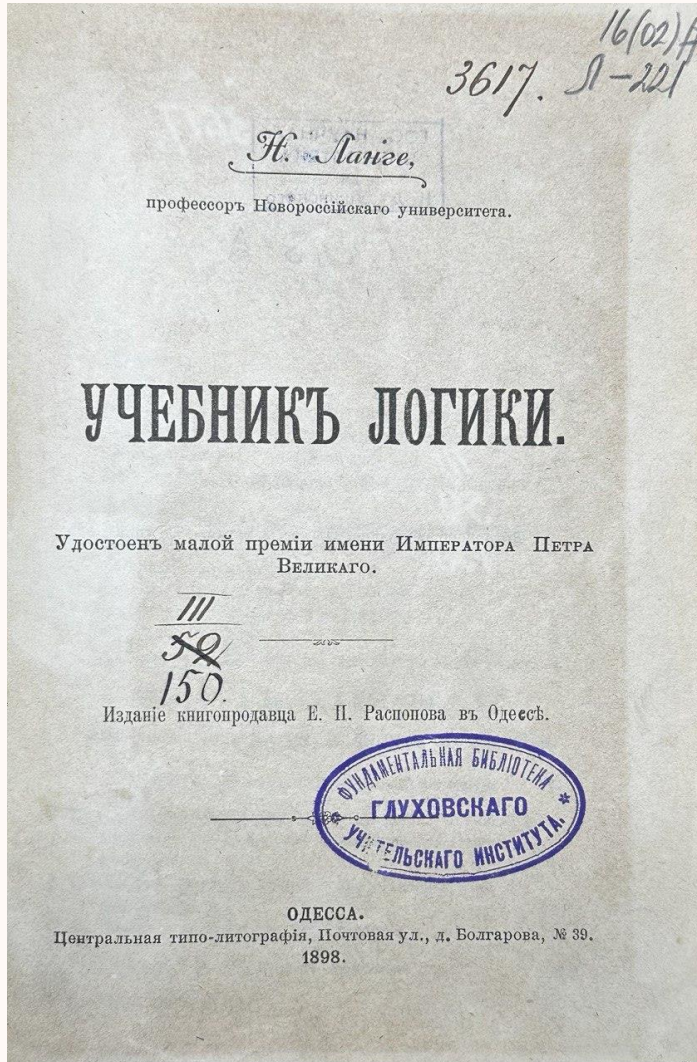 16(02)
3617. Л-221
Н. Ланге,
профессоръ Новороссійскаго университета.
УЧЕБНИКЪ ЛОГИКИ.
Удостоенъ малой преміи имени Императора Петра
Великаго.
III
52
150.
Изданіе книгопродавца Е. П. Распопова въ Одессѣ.
* ФУНДАМЕНТАЛЬНАЯ БИБЛІОТЕКА *
ГЛУХОВСКАГО
УЧИТЕЛЬСКАГО ИНСТИТУТА.
ОДЕССА.
Центральная типо-литографія, Почтовая ул., д. Болгарова, № 39.
1898.